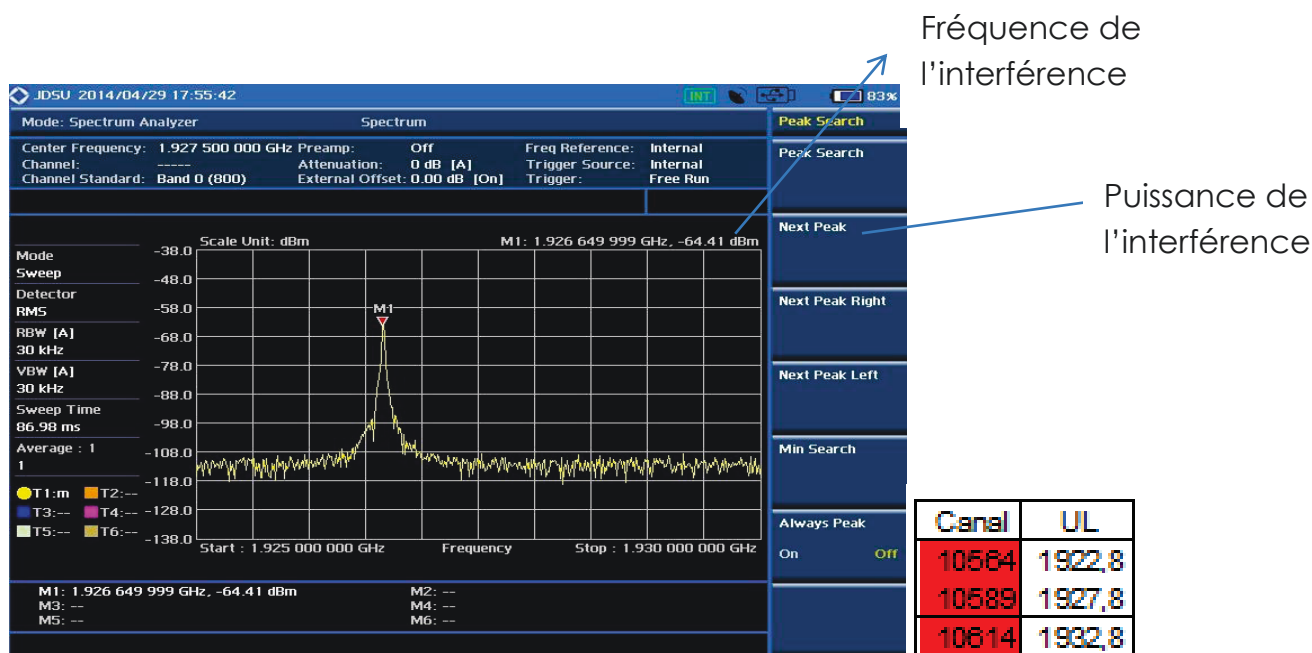 Fréquence de
l'interférence
JDSU 2014/04/29 17:55:42
INT
83%
Mode: Spectrum Analyzer
Spectrum
Peak Search
Center Frequency: 1.927 500 000 GHz Preamp: Off Freq Reference: Internal
Channel: ----- Attenuation: 0 dB [A] Trigger Source: Internal
Channel Standard: Band 0 (800) External Offset: 0.00 dB [On] Trigger: Free Run
Peak Search
Puissance de
l'interférence
Next Peak
Scale Unit: dBm
M1: 1.926 649 999 GHz, -64.41 dBm
Mode
Sweep
Detector
RMS
RBW [A]
30 kHz
VBW [A]
30 kHz
Sweep Time
86.98 ms
Average : 1
1
T1:m T2:--
T3:-- T4:--
T5:-- T6:--
-38.0
-48.0
-58.0
-68.0
-78.0
-88.0
-98.0
-108.0
-118.0
-128.0
-138.0
M1
Next Peak Right
Next Peak Left
Min Search
Always Peak
On Off
Start : 1.925 000 000 GHz Frequency Stop : 1.930 000 000 GHz
M1: 1.926 649 999 GHz, -64.41 dBm M2: --
M3: -- M4: --
M5: -- M6: --
Canal UL
10564 1922,8
10589 1927,8
10614 1932,8